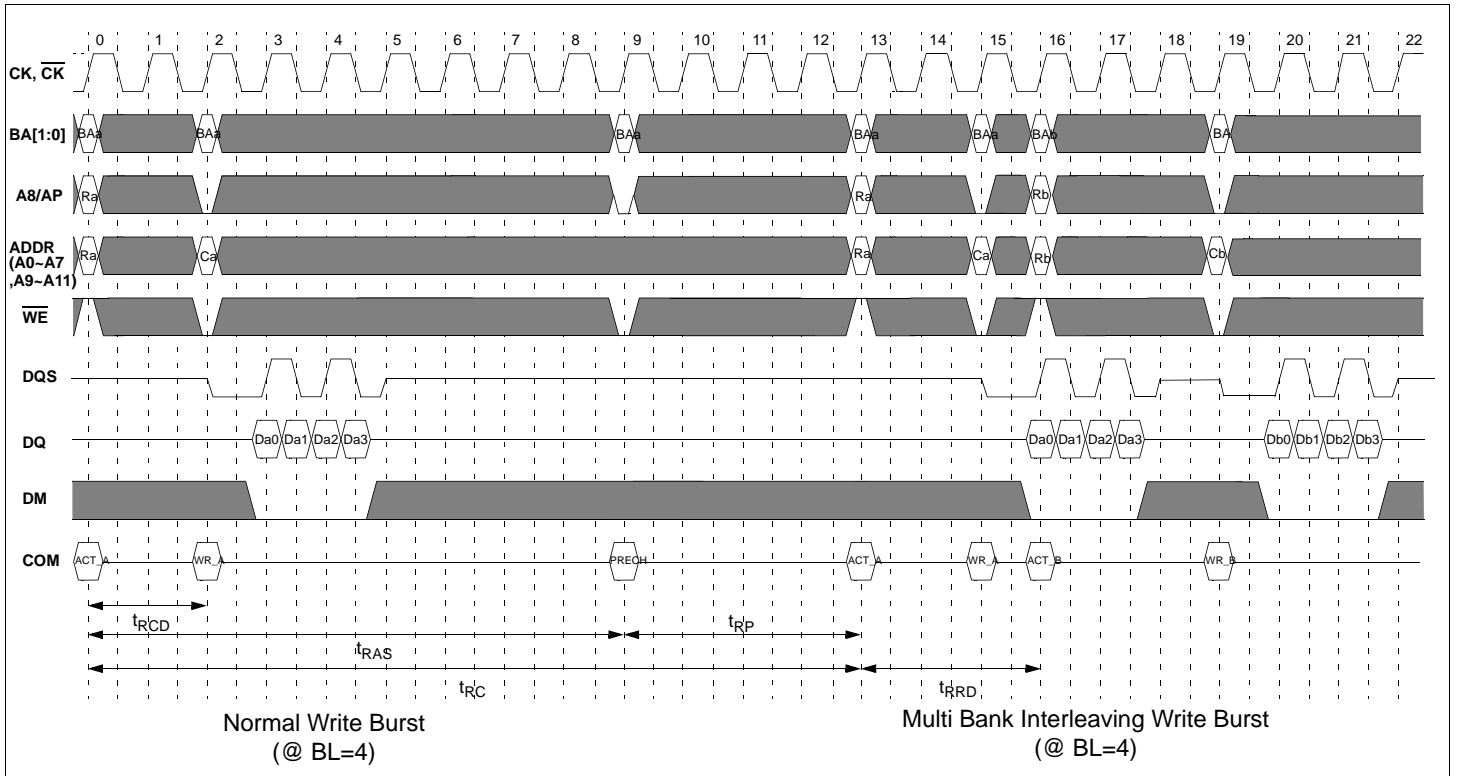 0 1 2 3 4 5 6 7 8 9 10 11 12 13 14 15 16 17 18 19 20 21 22
CK, CK
BA[1:0] BAa BAa BAa BAa BAa BAb BA
A8/AP Ra Ra Rb
ADDR
(A0~A7
,A9~A11)
Ra Ca Ra Ca Rb Cb
WE
DQS
DQ Da0 Da1 Da2 Da3 Da0 Da1 Da2 Da3 Db0 Db1 Db2 Db3
DM
COM ACT_A WR_A PRECH ACT_A WR_A ACT_B WR_B
tRCD
tRP
tRAS
tRC
tRRD
Normal Write Burst
(@ BL=4)
Multi Bank Interleaving Write Burst
(@ BL=4)